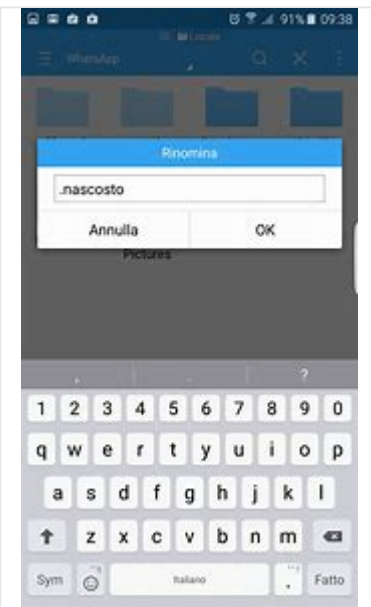 91% 09:38
Locale
WhatsApp
Rinomina
.nascosto
Annulla OK
Pictures
, . ?
1 2 3 4 5 6 7 8 9 0
q w e r t y u i o p
a s d f g h j k l
z x c v b n m
Sym Italiano . Fatto